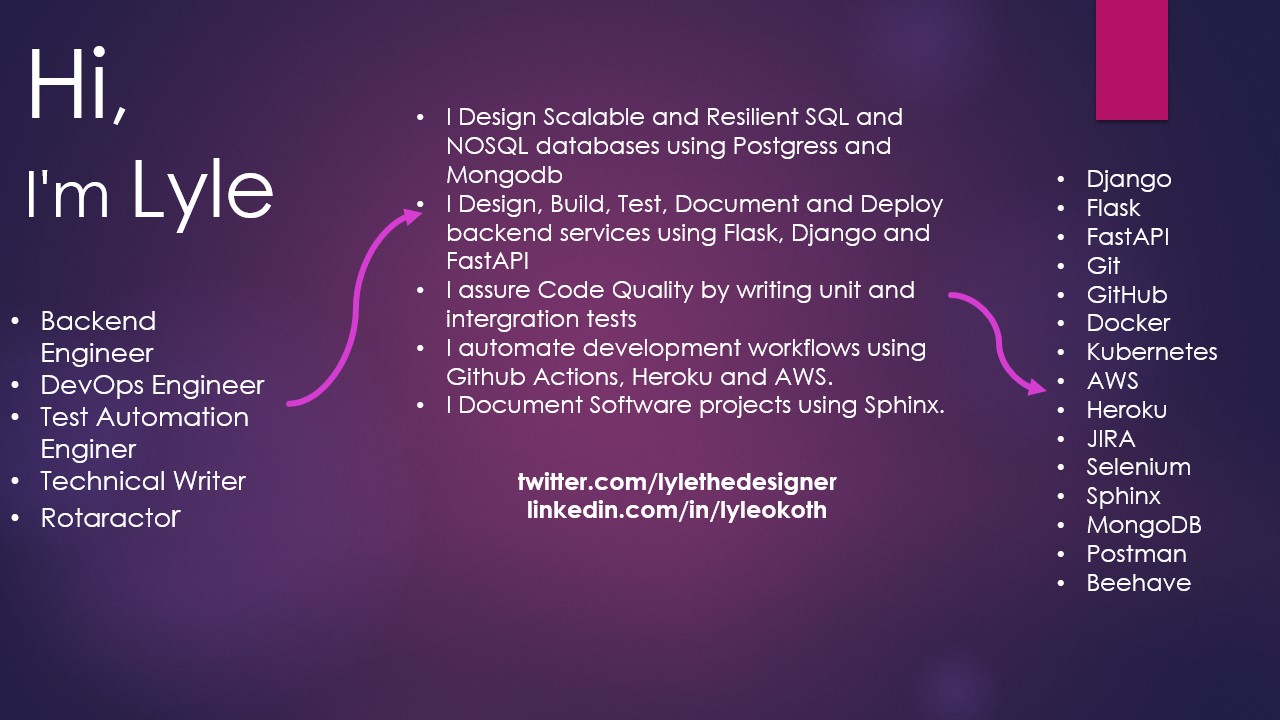 Hi,
I'm Lyle
• Backend
Engineer
• DevOps Engineer
• Test Automation
Enginer
• Technical Writer
• Rotaractor
• I Design Scalable and Resilient SQL and
NOSQL databases using Postgress and
Mongodb
• I Design, Build, Test, Document and Deploy
backend services using Flask, Django and
FastAPI
• I assure Code Quality by writing unit and
intergration tests
• I automate development workflows using
Github Actions, Heroku and AWS.
• I Document Software projects using Sphinx.
twitter.com/lylethedesigner
linkedin.com/in/lyleokoth
• Django
• Flask
• FastAPI
• Git
• GitHub
• Docker
• Kubernetes
• AWS
• Heroku
• JIRA
• Selenium
• Sphinx
• MongoDB
• Postman
• Beehave